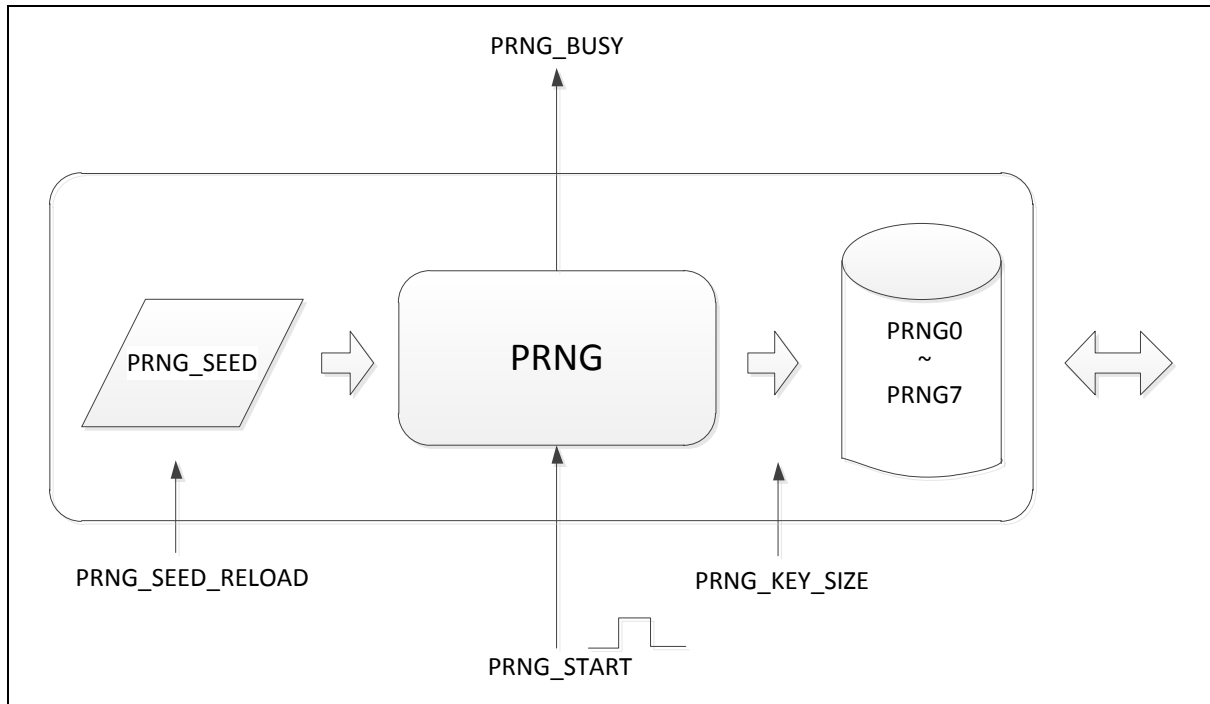 PRNG_BUSY
PRNG_SEED
PRNG
PRNG0
~
PRNG7
PRNG_SEED_RELOAD
PRNG_KEY_SIZE
PRNG_START